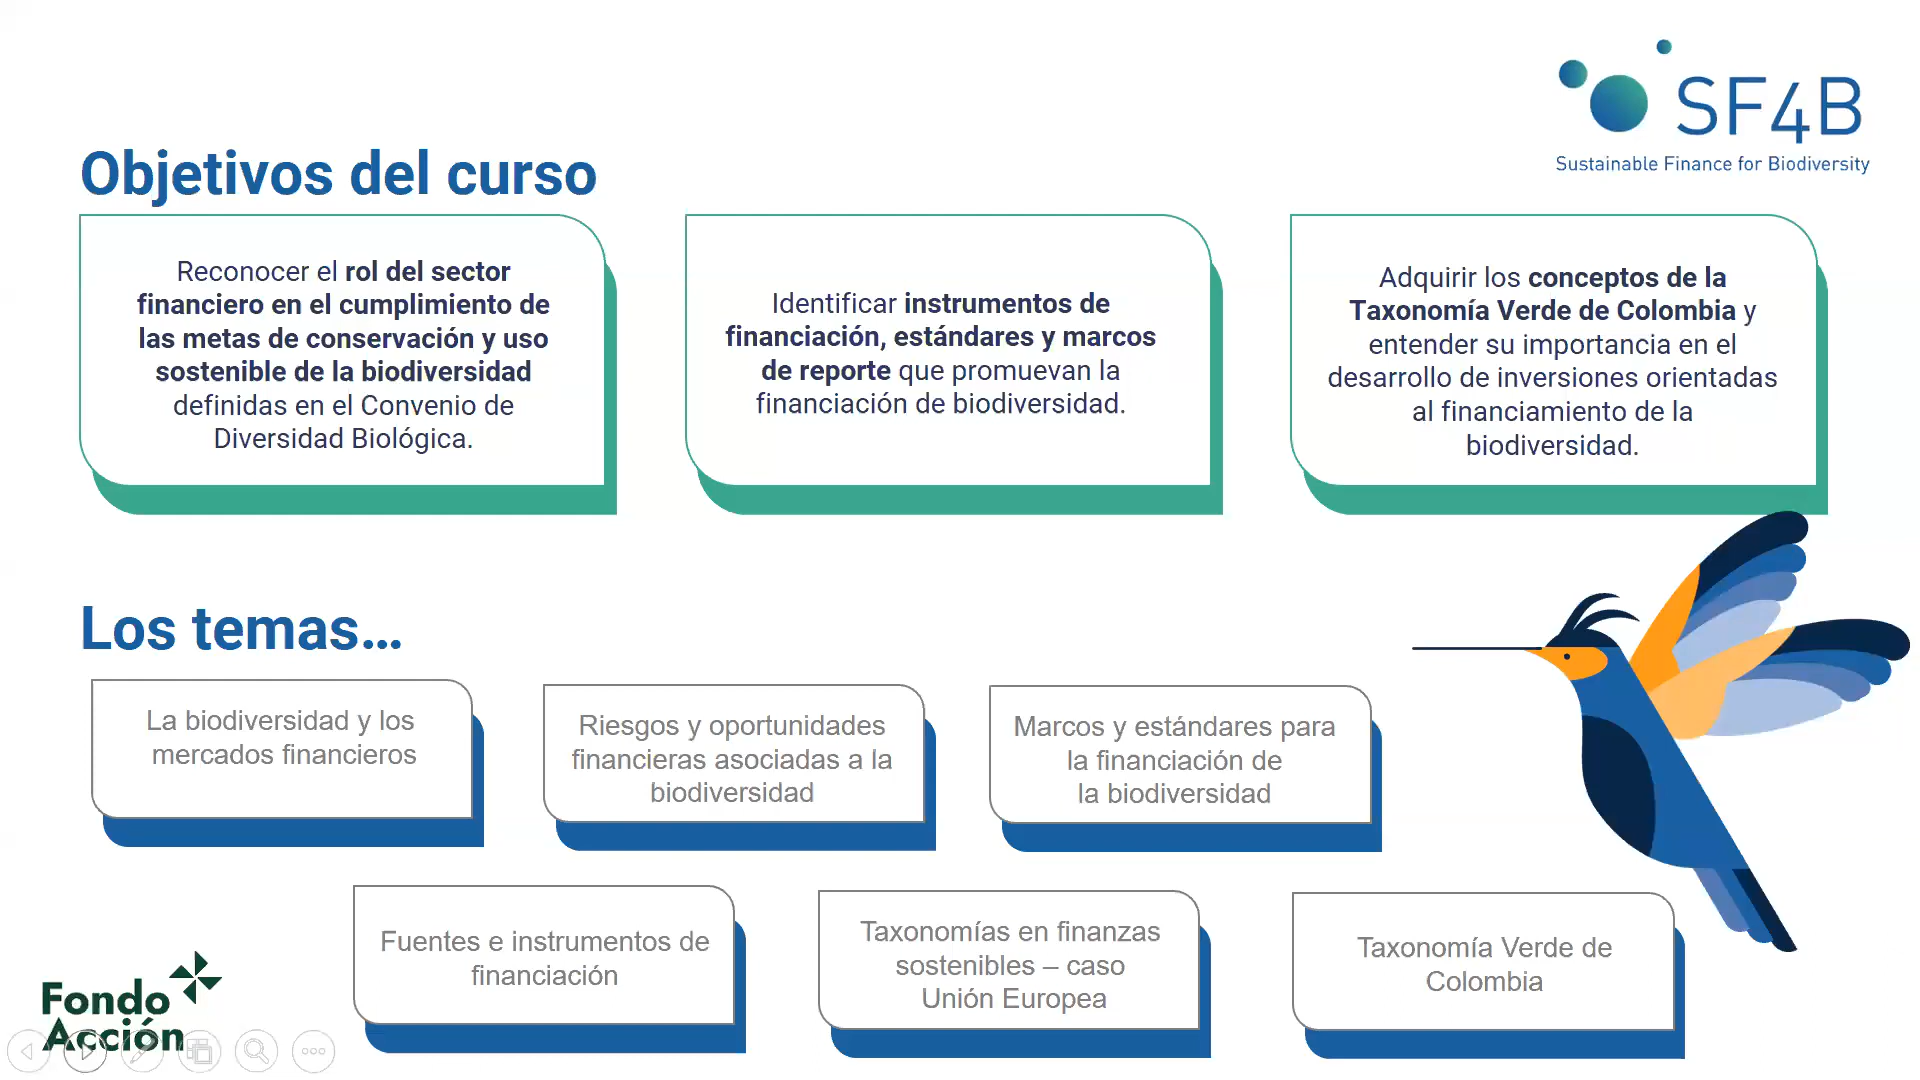 SF4B
Sustainable Finance for Biodiversity
Objetivos del curso
Reconocer el rol del sector
financiero en el cumplimiento de
las metas de conservación y uso
sostenible de la biodiversidad
definidas en el Convenio de
Diversidad Biológica.
Identificar instrumentos de
financiación, estándares y marcos
de reporte que promuevan la
financiación de biodiversidad.
Adquirir los conceptos de la
Taxonomía Verde de Colombia y
entender su importancia en el
desarrollo de inversiones orientadas
al financiamiento de la
biodiversidad.
Los temas...
La biodiversidad y los
mercados financieros
Riesgos y oportunidades
financieras asociadas a la
biodiversidad
Marcos y estándares para
la financiación de
la biodiversidad
Fuentes e instrumentos de
financiación
Taxonomías en finanzas
sostenibles – caso
Unión Europea
Taxonomía Verde de
Colombia
Fondo
Acción